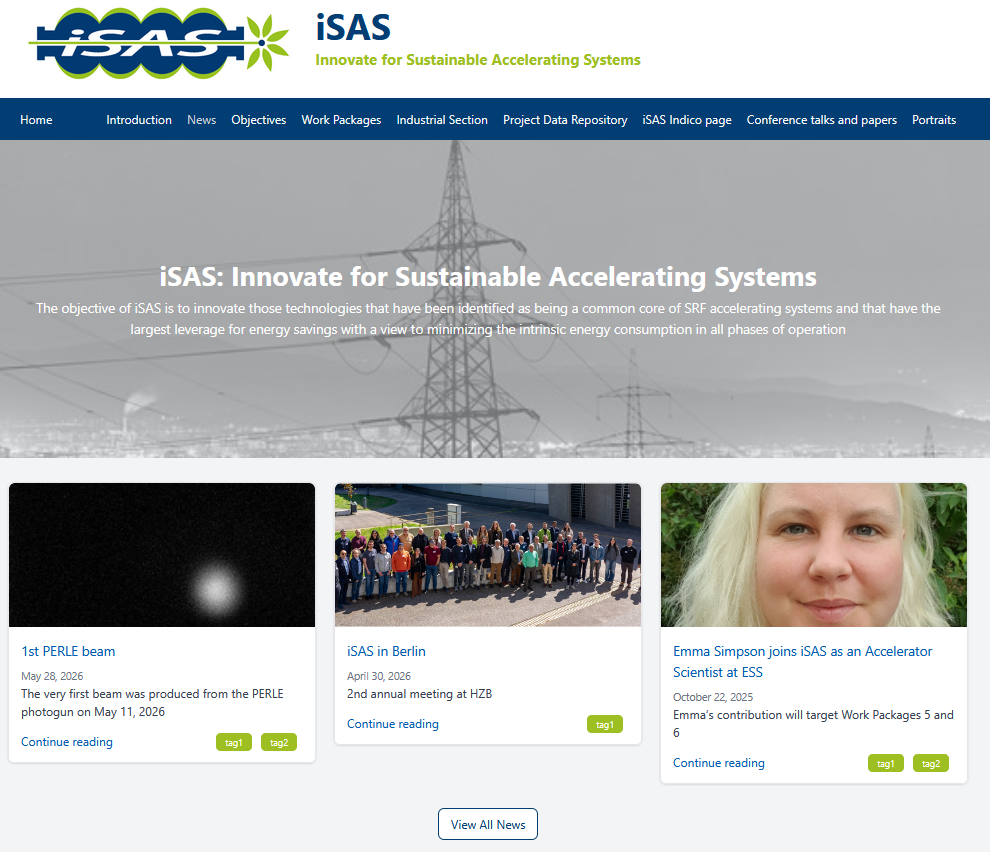 iSAS
iSAS
Innovate for Sustainable Accelerating Systems
Home Introduction News Objectives Work Packages Industrial Section Project Data Repository iSAS Indico page Conference talks and papers Portraits
iSAS: Innovate for Sustainable Accelerating Systems
The objective of iSAS is to innovate those technologies that have been identified as being a common core of SRF accelerating systems and that have the
largest leverage for energy savings with a view to minimizing the intrinsic energy consumption in all phases of operation
1st PERLE beam
May 28, 2026
The very first beam was produced from the PERLE
photogun on May 11, 2026
Continue reading tag1 tag2
iSAS in Berlin
April 30, 2026
2nd annual meeting at HZB
Continue reading tag1
Emma Simpson joins iSAS as an Accelerator
Scientist at ESS
October 22, 2025
Emma's contribution will target Work Packages 5 and
6
Continue reading tag1 tag2
View All News